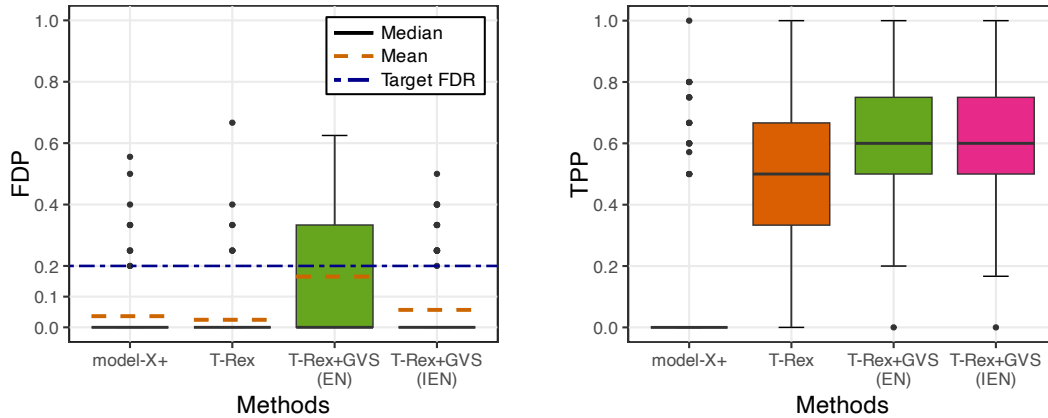 1.0
0.8
0.6
0.4
0.2
0.1
0.0
FDP
Median
Mean
Target FDR
model-X+
T-Rex
T-Rex+GVS
(EN)
T-Rex+GVS
(IEN)
Methods
1.0
0.8
0.6
0.4
0.2
0.0
TPP
model-X+
T-Rex
T-Rex+GVS
(EN)
T-Rex+GVS
(IEN)
Methods